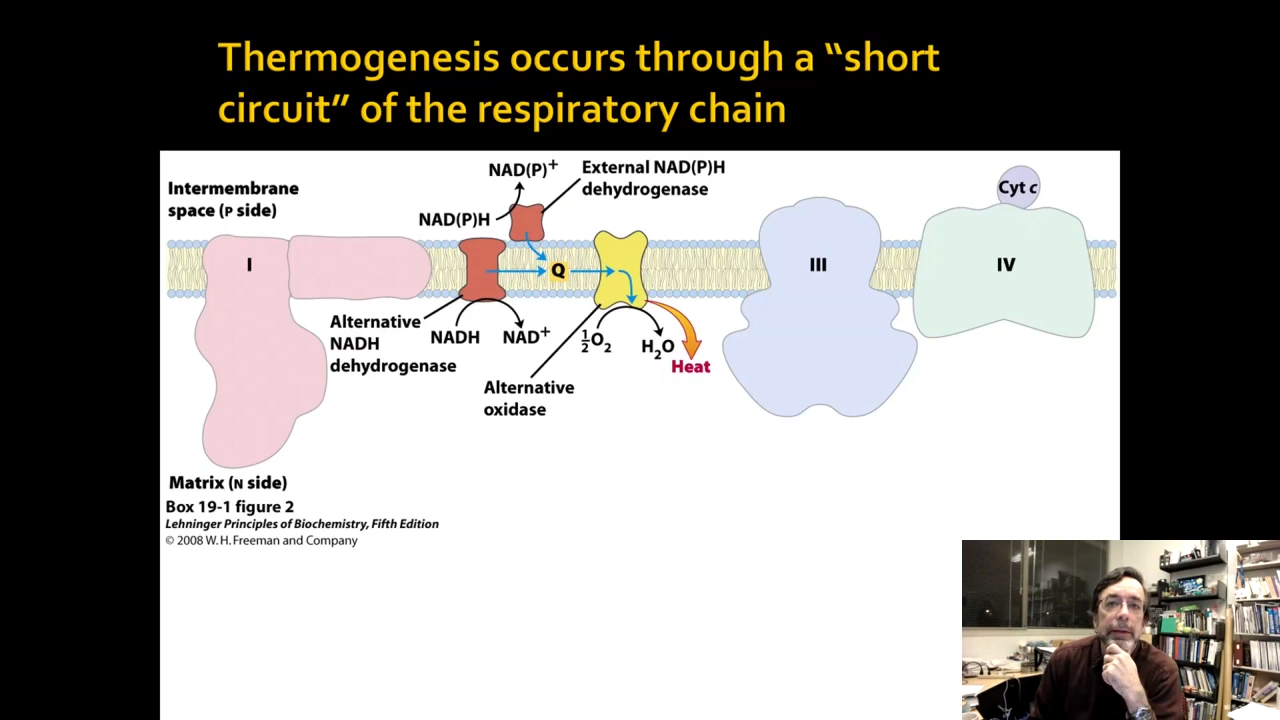 Thermogenesis occurs through a “short
circuit” of the respiratory chain
Intermembrane
space (P side)
NAD(P)+
External NAD(P)H
dehydrogenase
NAD(P)H
Cyt c
I
Q
III
IV
Alternative
NADH
dehydrogenase
NADH
NAD+
½O2
H2O
Heat
Alternative
oxidase
Matrix (N side)
Box 19-1 figure 2
Lehninger Principles of Biochemistry, Fifth Edition
© 2008 W. H. Freeman and Company